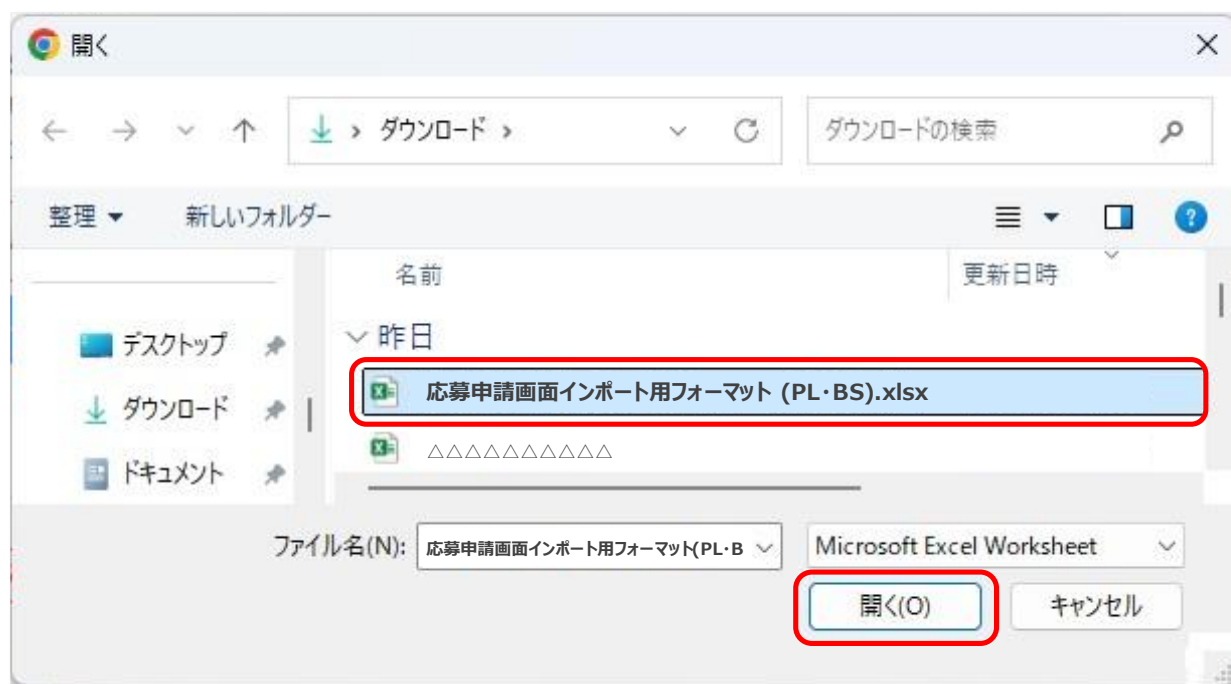 開く
ダウンロード
ダウンロードの検索
整理
新しいフォルダー
名前 更新日時
昨日
デスクトップ
応募申請画面インポート用フォーマット (PL・BS).xlsx
ダウンロード
△△△△△△△△△△
ドキュメント
ファイル名(N): 応募申請画面インポート用フォーマット(PL・B Microsoft Excel Worksheet
開く(O) キャンセル